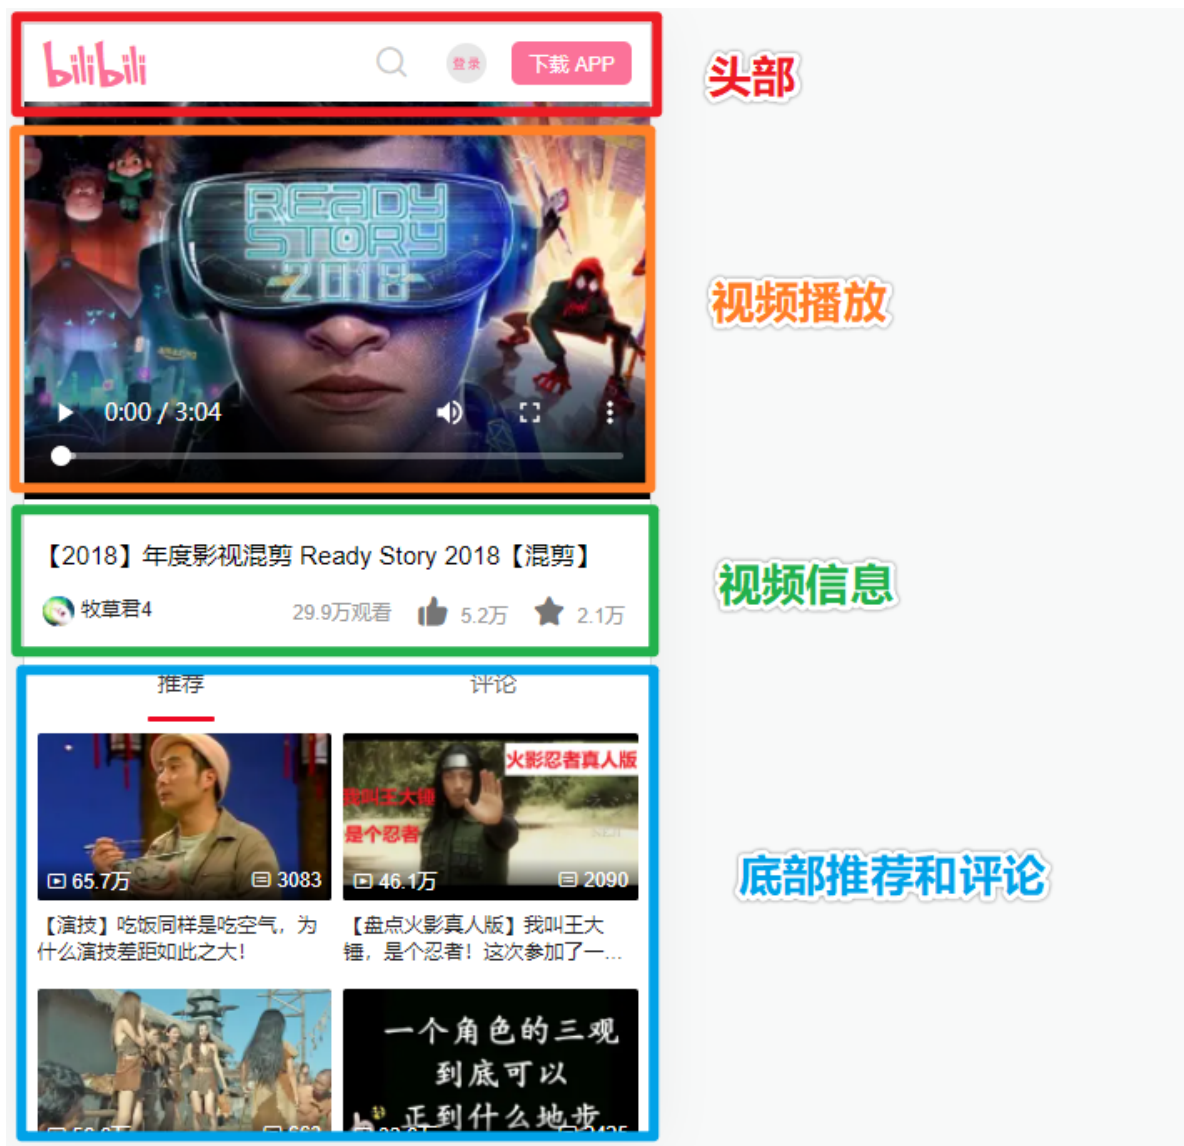 bilibili
登录
下载 APP
头部
READY
STORY
2018
amazing
视频播放
0:00 / 3:04
【2018】年度影视混剪 Ready Story 2018【混剪】
牧草君4
29.9万观看
5.2万
2.1万
视频信息
推荐
评论
火影忍者真人版
我叫王大锤
是个忍者
65.7万
3083
46.1万
2090
底部推荐和评论
【演技】吃饭同样是吃空气，为
什么演技差距如此之大！
【盘点火影真人版】我叫王大
锤，是个忍者！这次参加了一...
一个角色的三观
到底可以
正到什么地步